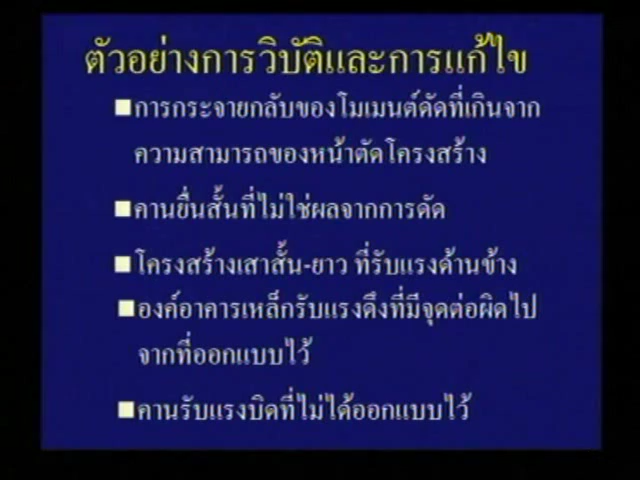 ตัวอย่างการวิบัติและการแก้ไข
■การกระจายกลับของโมเมนต์ดัดที่เกินจาก
ความสามารถของหน้าตัดโครงสร้าง
■คานยื่นสั้นที่ไม่ใช่ผลจากการดัด
■โครงสร้างเสาสั้น-ยาว ที่รับแรงด้านข้าง
■องค์อาคารเหล็กรับแรงดึงที่มีจุดต่อผิดไป
จากที่ออกแบบไว้
■คานรับแรงบิดที่ไม่ได้ออกแบบไว้